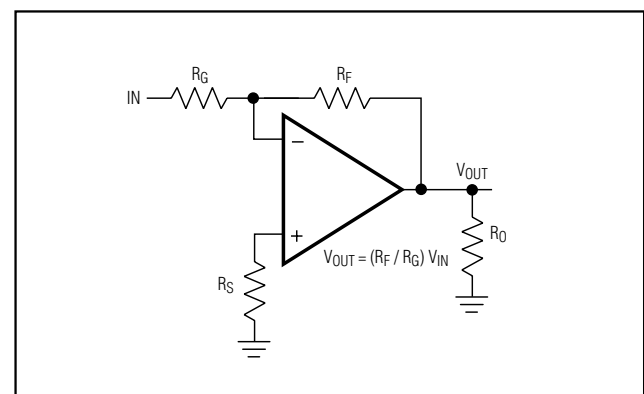 RG
RF
IN
−
VOUT
+
RO
VOUT = (RF / RG) VIN
RS